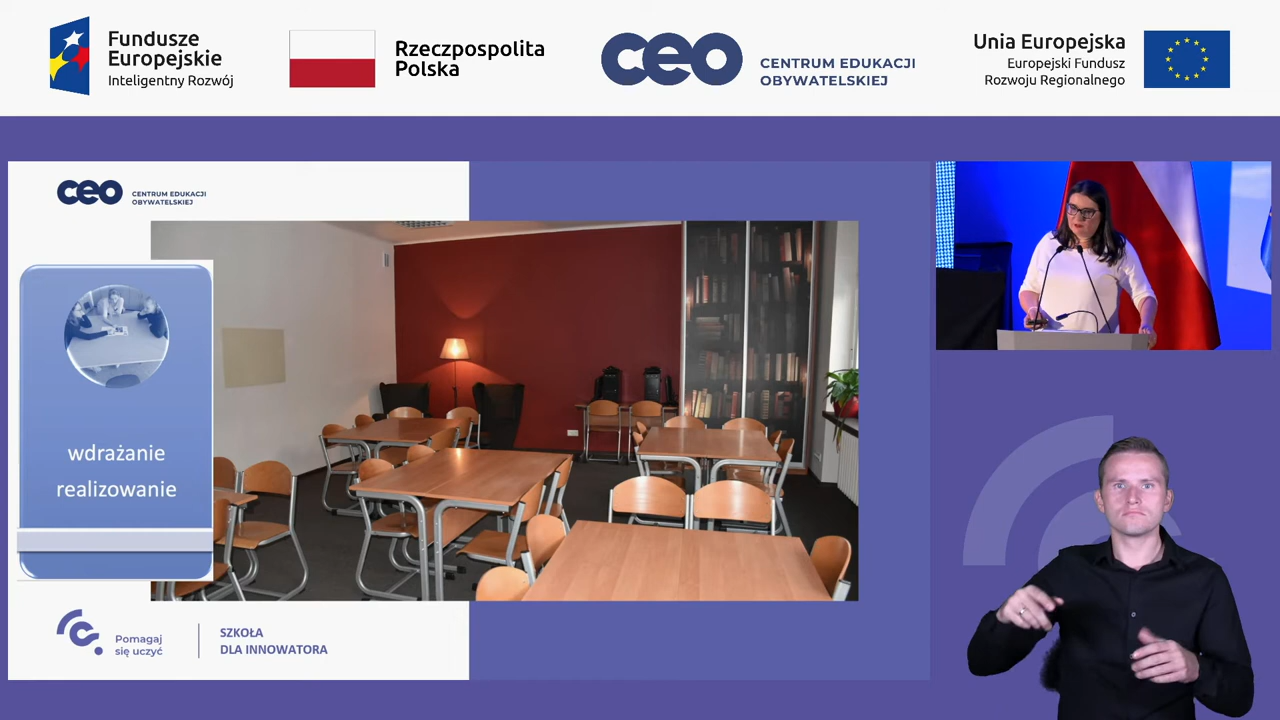 Fundusze
Europejskie
Inteligentny Rozwój
Rzeczpospolita
Polska
ceo
CENTRUM EDUKACJI
OBYWATELSKIEJ
Unia Europejska
Europejski Fundusz
Rozwoju Regionalnego
ceo
CENTRUM EDUKACJI
OBYWATELSKIEJ
wdrażanie
realizowanie
Pomagaj
się uczyć
SZKOŁA
DLA INNOWATORA